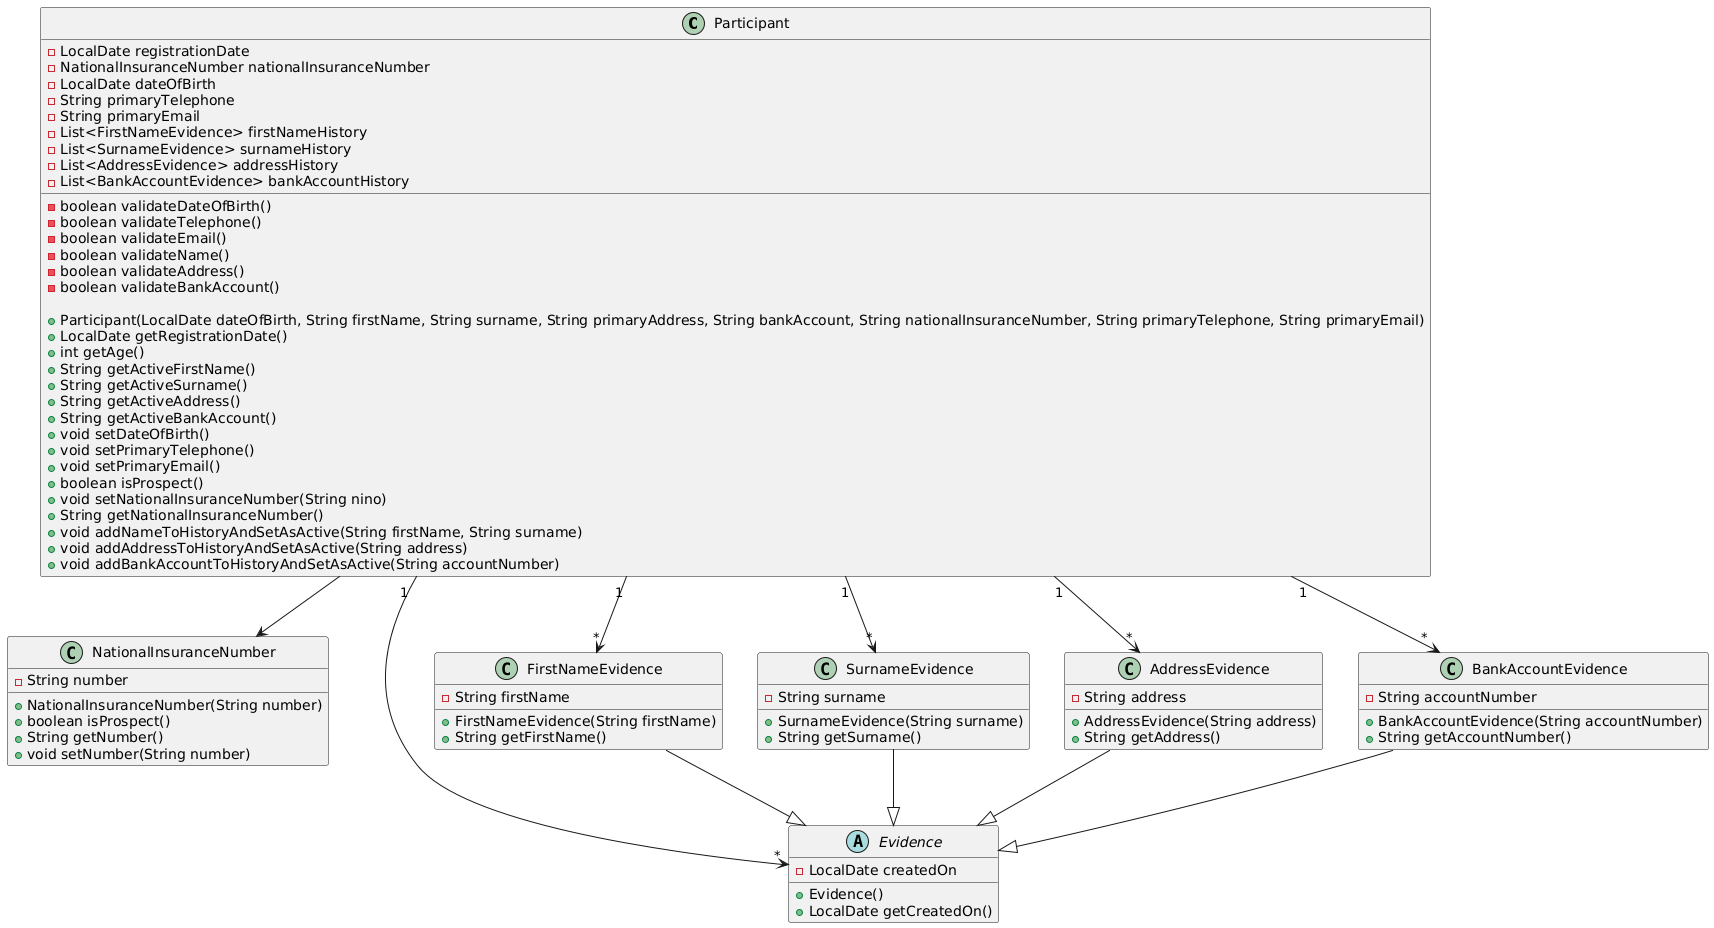 C Participant
LocalDate registrationDate
NationalInsuranceNumber nationalInsuranceNumber
LocalDate dateOfBirth
String primaryTelephone
String primaryEmail
List<FirstNameEvidence> firstNameHistory
List<SurnameEvidence> surnameHistory
List<AddressEvidence> addressHistory
List<BankAccountEvidence> bankAccountHistory
boolean validateDateOfBirth()
boolean validateTelephone()
boolean validateEmail()
boolean validateName()
boolean validateAddress()
boolean validateBankAccount()
Participant(LocalDate dateOfBirth, String firstName, String surname, String primaryAddress, String bankAccount, String nationalInsuranceNumber, String primaryTelephone, String primaryEmail)
LocalDate getRegistrationDate()
int getAge()
String getActiveFirstName()
String getActiveSurname()
String getActiveAddress()
String getActiveBankAccount()
void setDateOfBirth()
void setPrimaryTelephone()
void setPrimaryEmail()
boolean isProspect()
void setNationalInsuranceNumber(String nino)
String getNationalInsuranceNumber()
void addNameToHistoryAndSetAsActive(String firstName, String surname)
void addAddressToHistoryAndSetAsActive(String address)
void addBankAccountToHistoryAndSetAsActive(String accountNumber)
1 1 1 1 1
* * * *
C NationalInsuranceNumber
String number
NationalInsuranceNumber(String number)
boolean isProspect()
String getNumber()
void setNumber(String number)
C FirstNameEvidence
String firstName
FirstNameEvidence(String firstName)
String getFirstName()
C SurnameEvidence
String surname
SurnameEvidence(String surname)
String getSurname()
C AddressEvidence
String address
AddressEvidence(String address)
String getAddress()
C BankAccountEvidence
String accountNumber
BankAccountEvidence(String accountNumber)
String getAccountNumber()
*
A Evidence
LocalDate createdOn
Evidence()
LocalDate getCreatedOn()